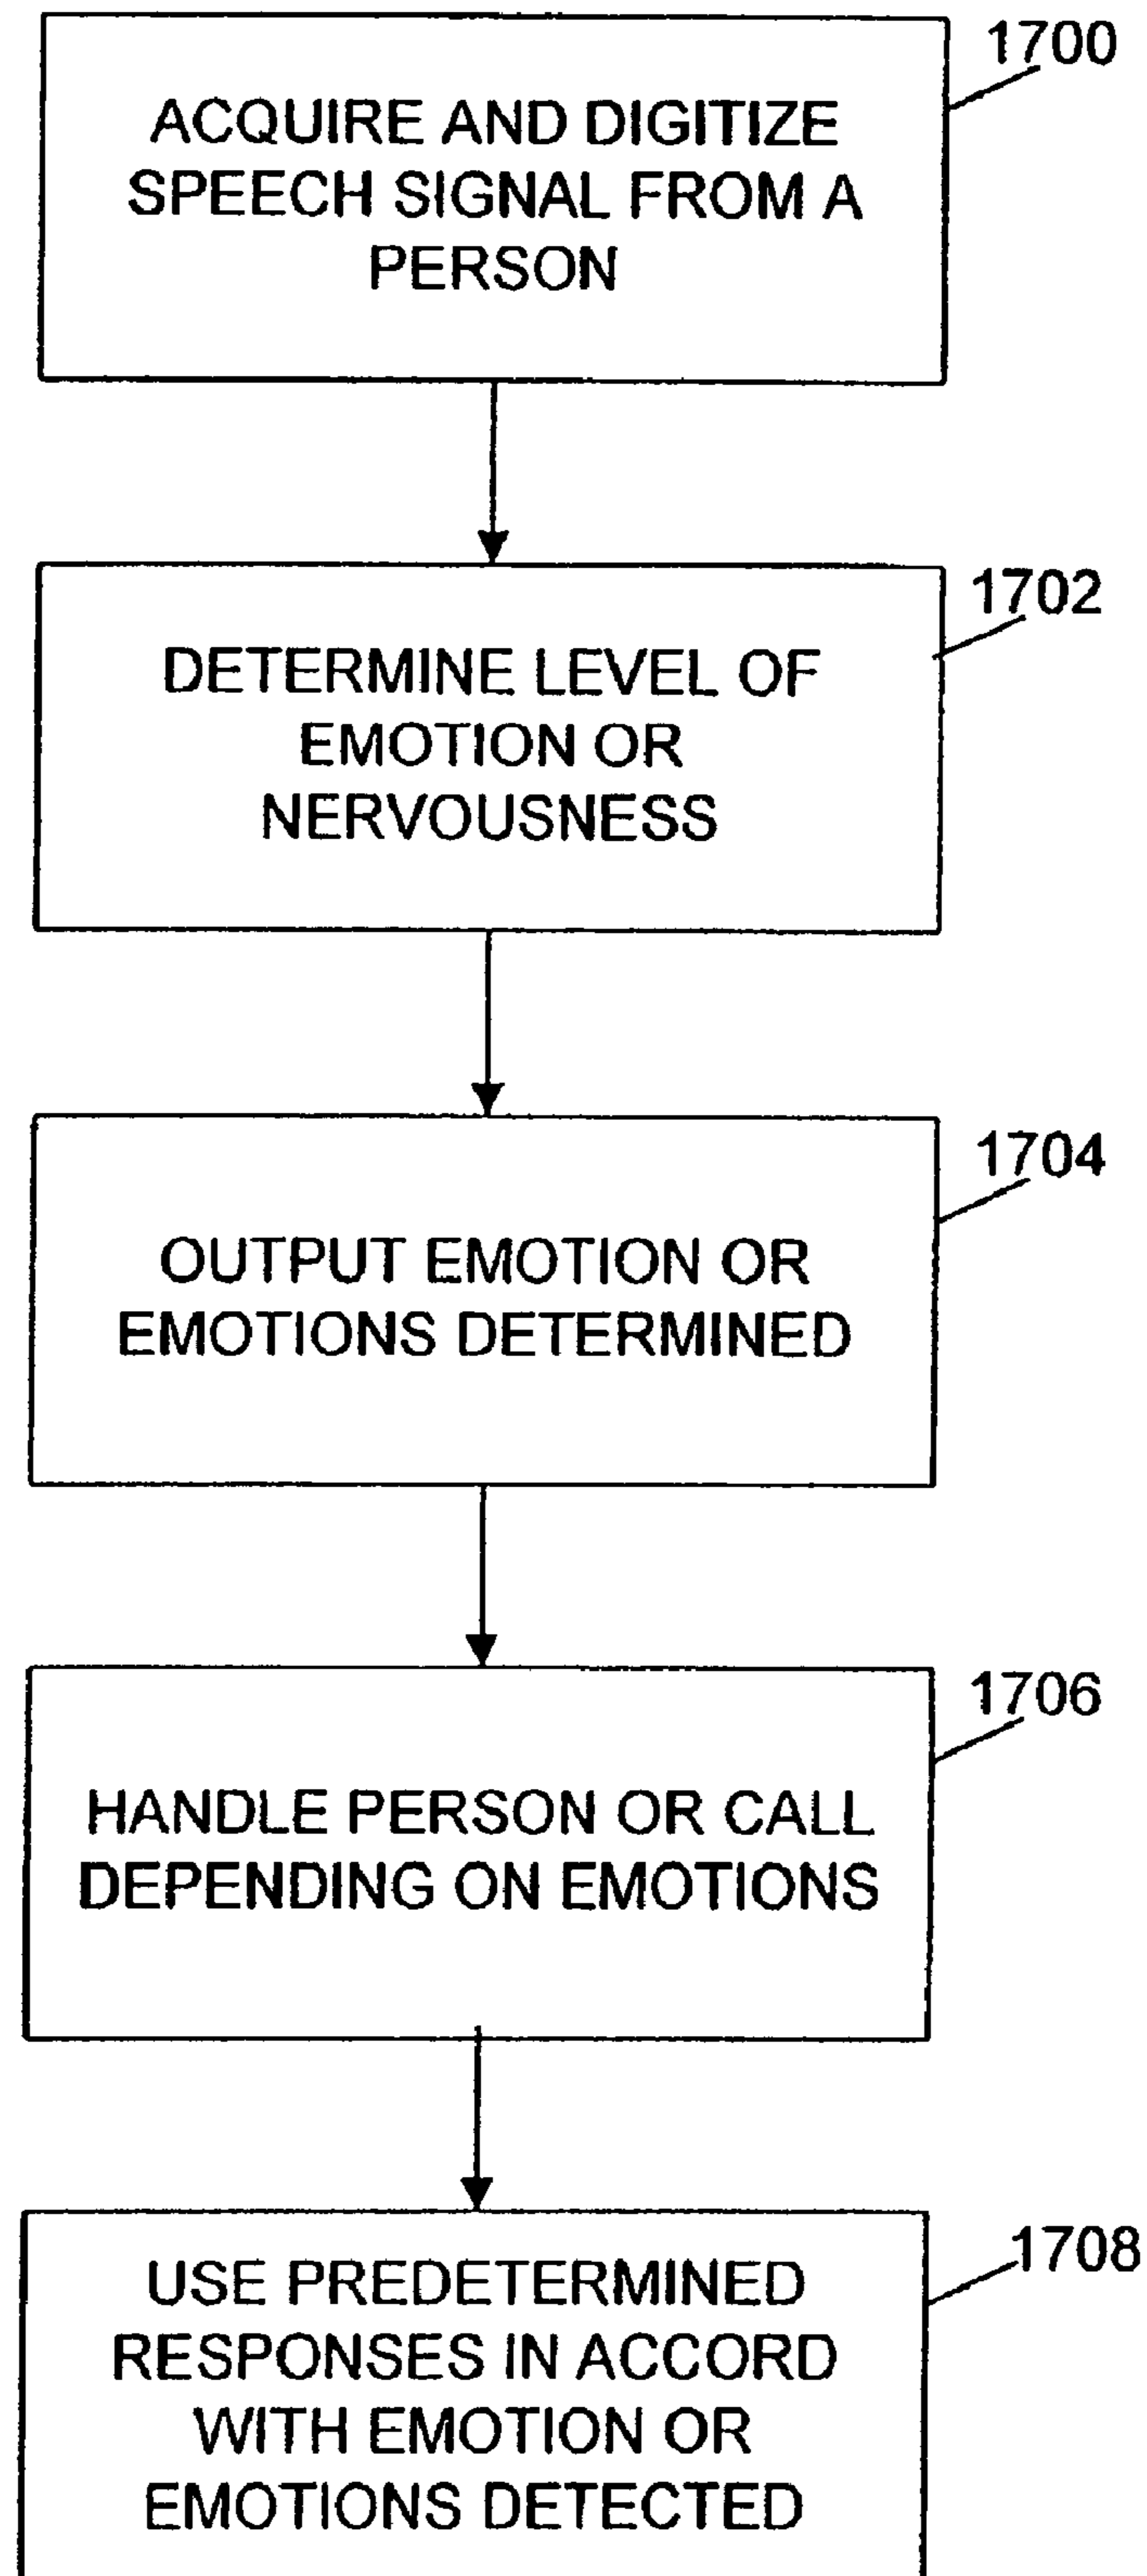 1700
ACQUIRE AND DIGITIZE
SPEECH SIGNAL FROM A
PERSON
1702
DETERMINE LEVEL OF
EMOTION OR
NERVOUSNESS
1704
OUTPUT EMOTION OR
EMOTIONS DETERMINED
1706
HANDLE PERSON OR CALL
DEPENDING ON EMOTIONS
1708
USE PREDETERMINED
RESPONSES IN ACCORD
WITH EMOTION OR
EMOTIONS DETECTED